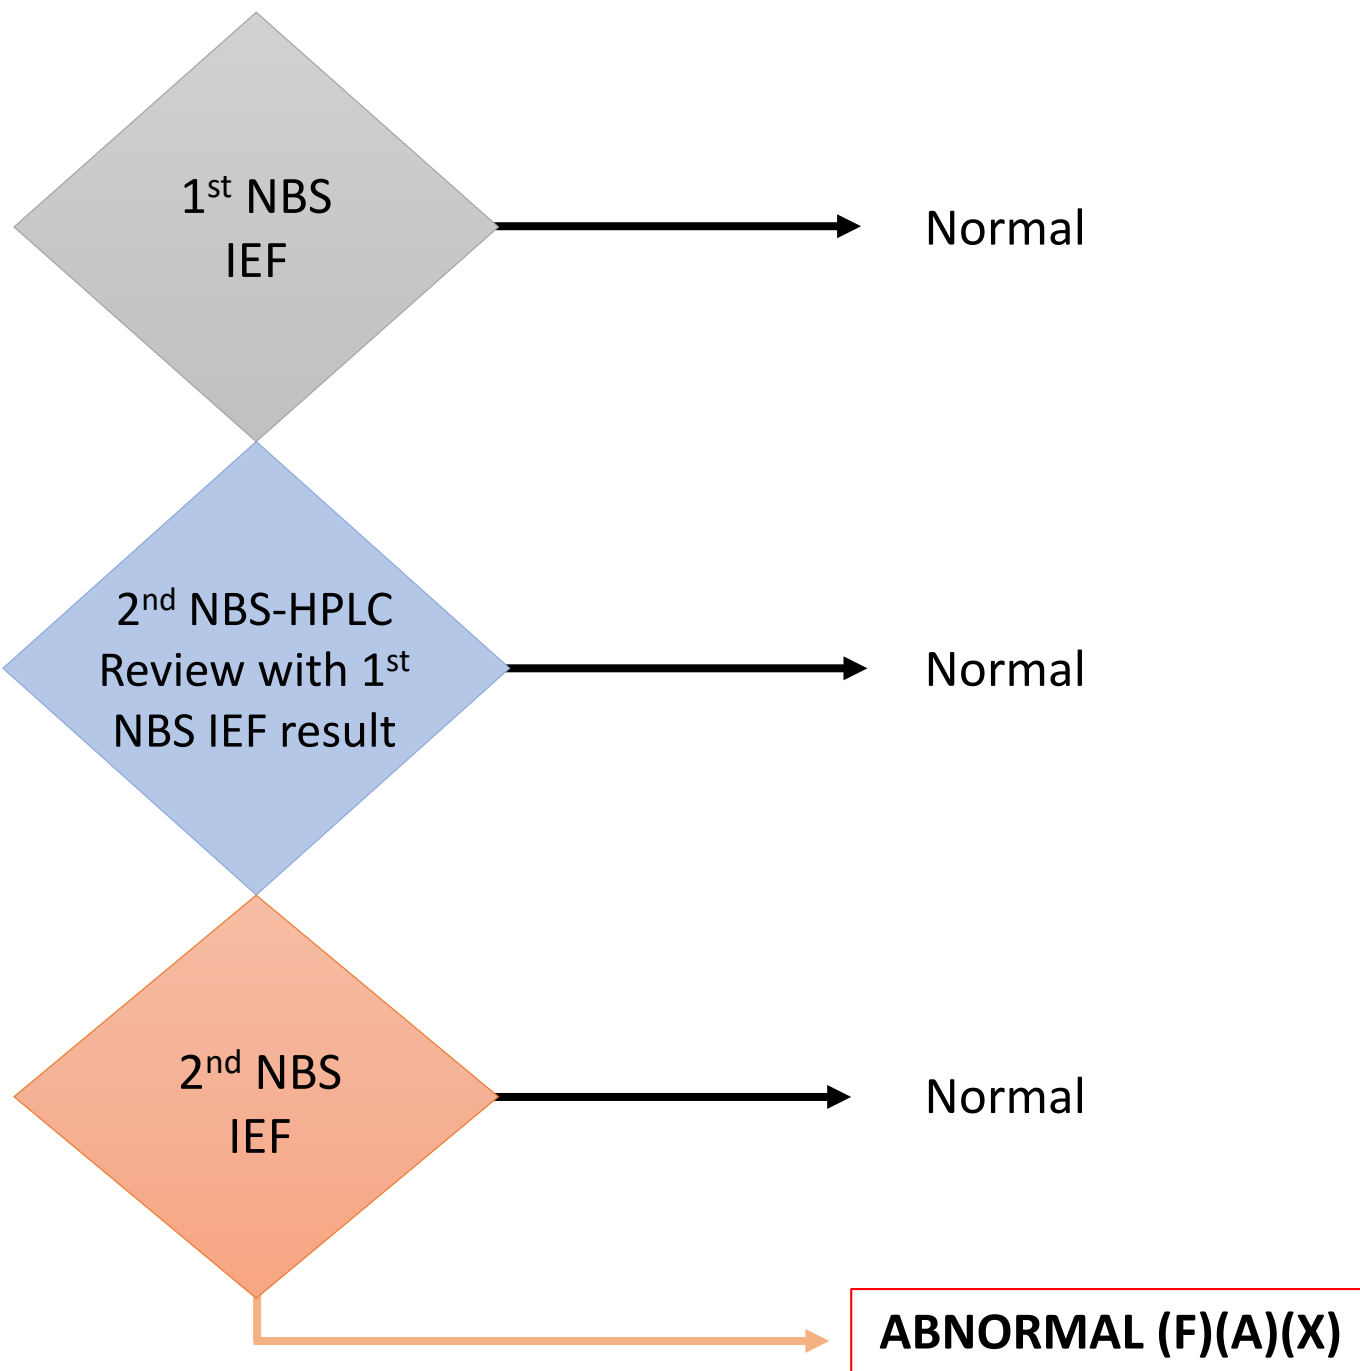 1st NBS
IEF
Normal
2nd NBS-HPLC
Review with 1st
NBS IEF result
Normal
2nd NBS
IEF
Normal
ABNORMAL (F)(A)(X)